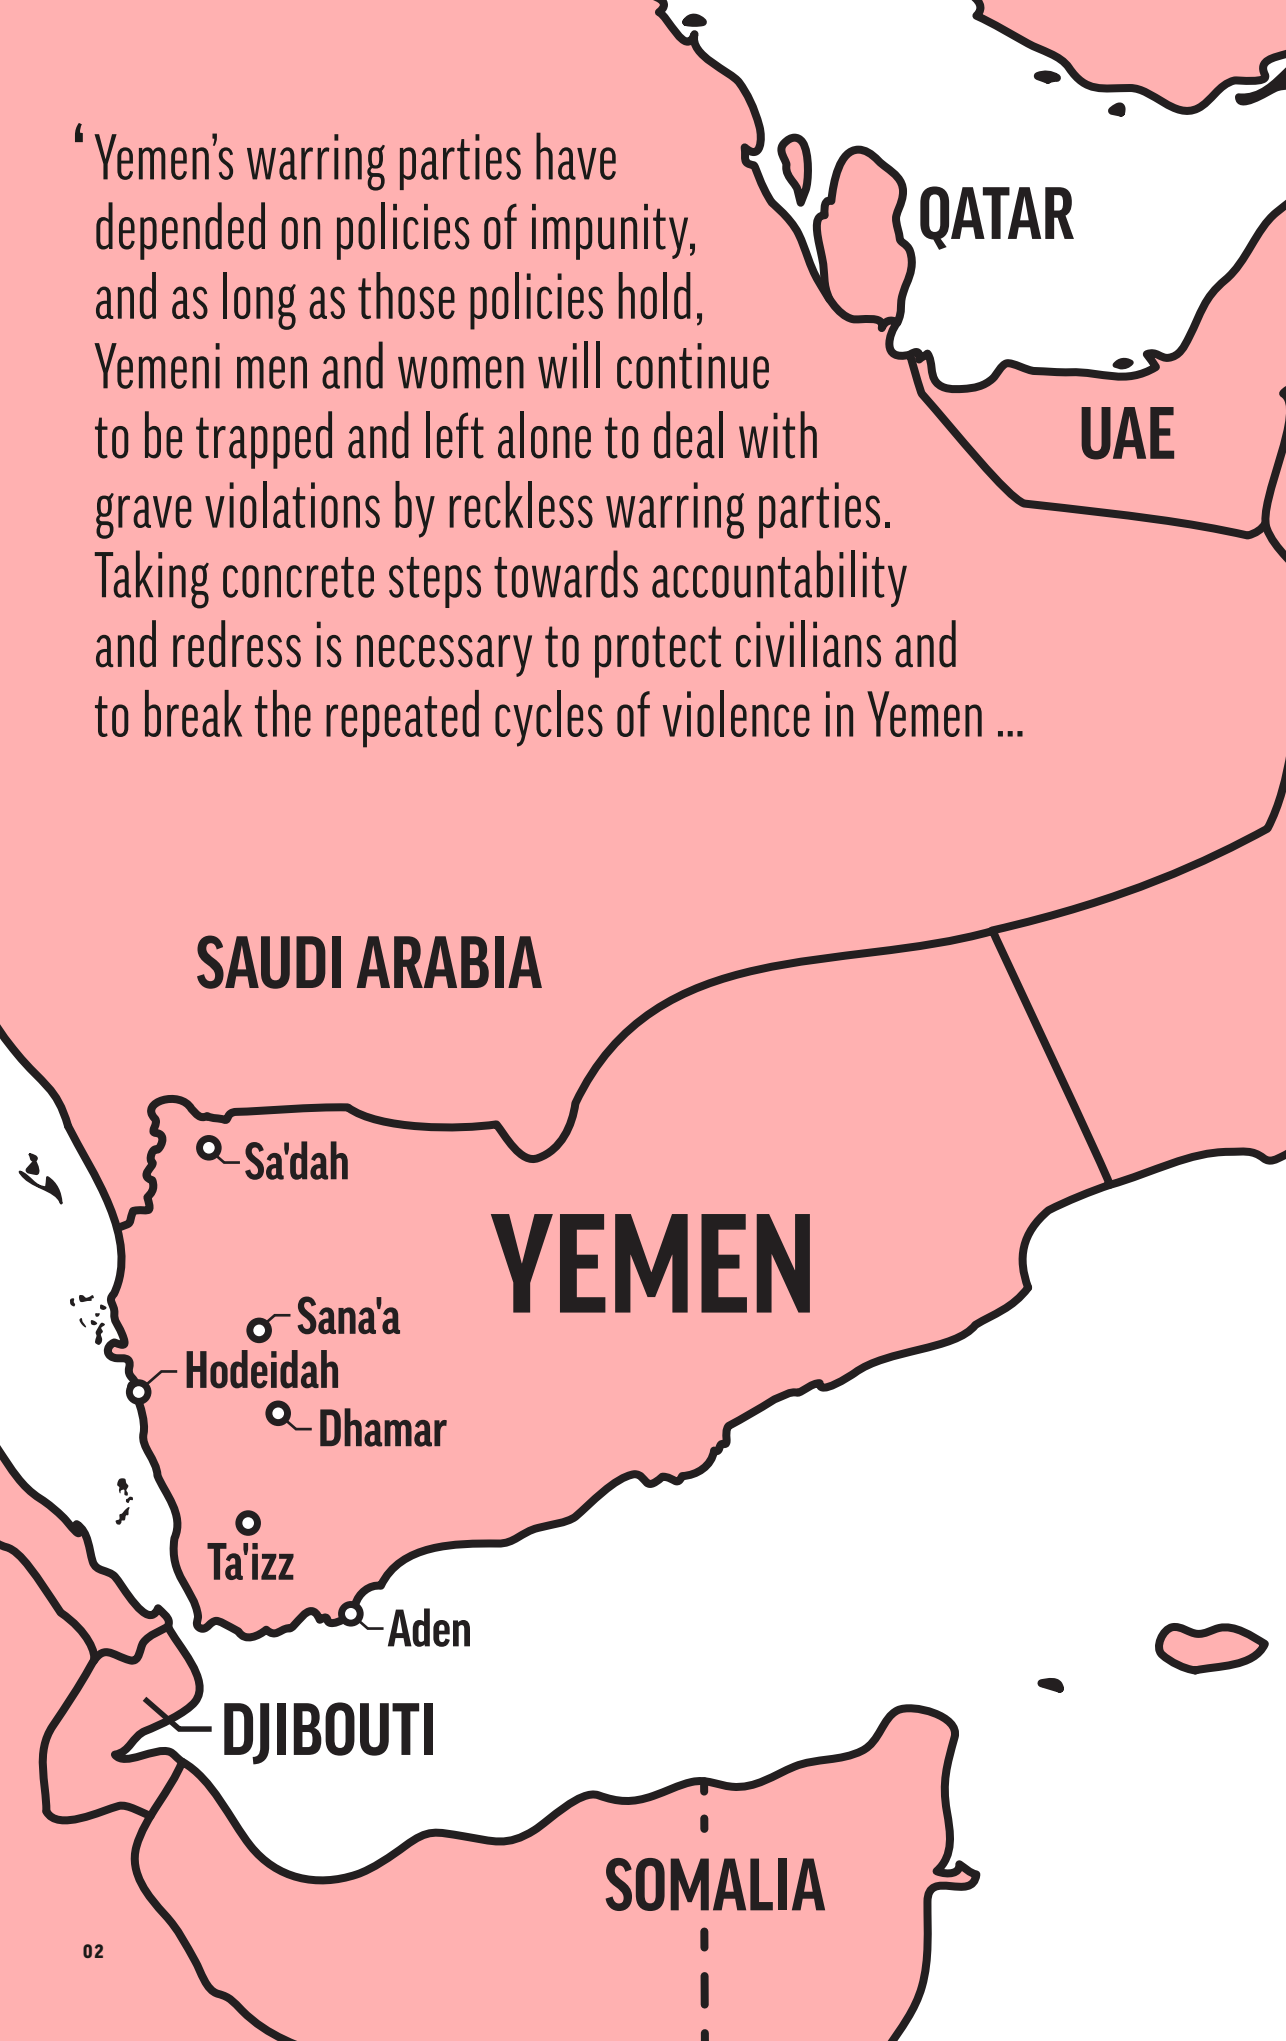 ‘Yemen’s warring parties have
depended on policies of impunity,
and as long as those policies hold,
Yemeni men and women will continue
to be trapped and left alone to deal with
grave violations by reckless warring parties.
Taking concrete steps towards accountability
and redress is necessary to protect civilians and
to break the repeated cycles of violence in Yemen ...
QATAR
UAE
SAUDI ARABIA
Sa'dah
YEMEN
Sana'a
Hodeidah
Dhamar
Ta'izz
Aden
DJIBOUTI
SOMALIA
02